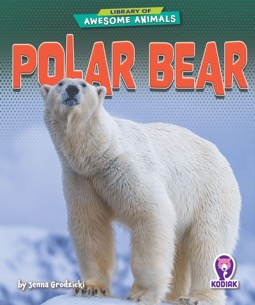 LIBRARY OF
AWESOME ANIMALS
POLAR BEAR
by Jenna Grodzicki
KODIAK